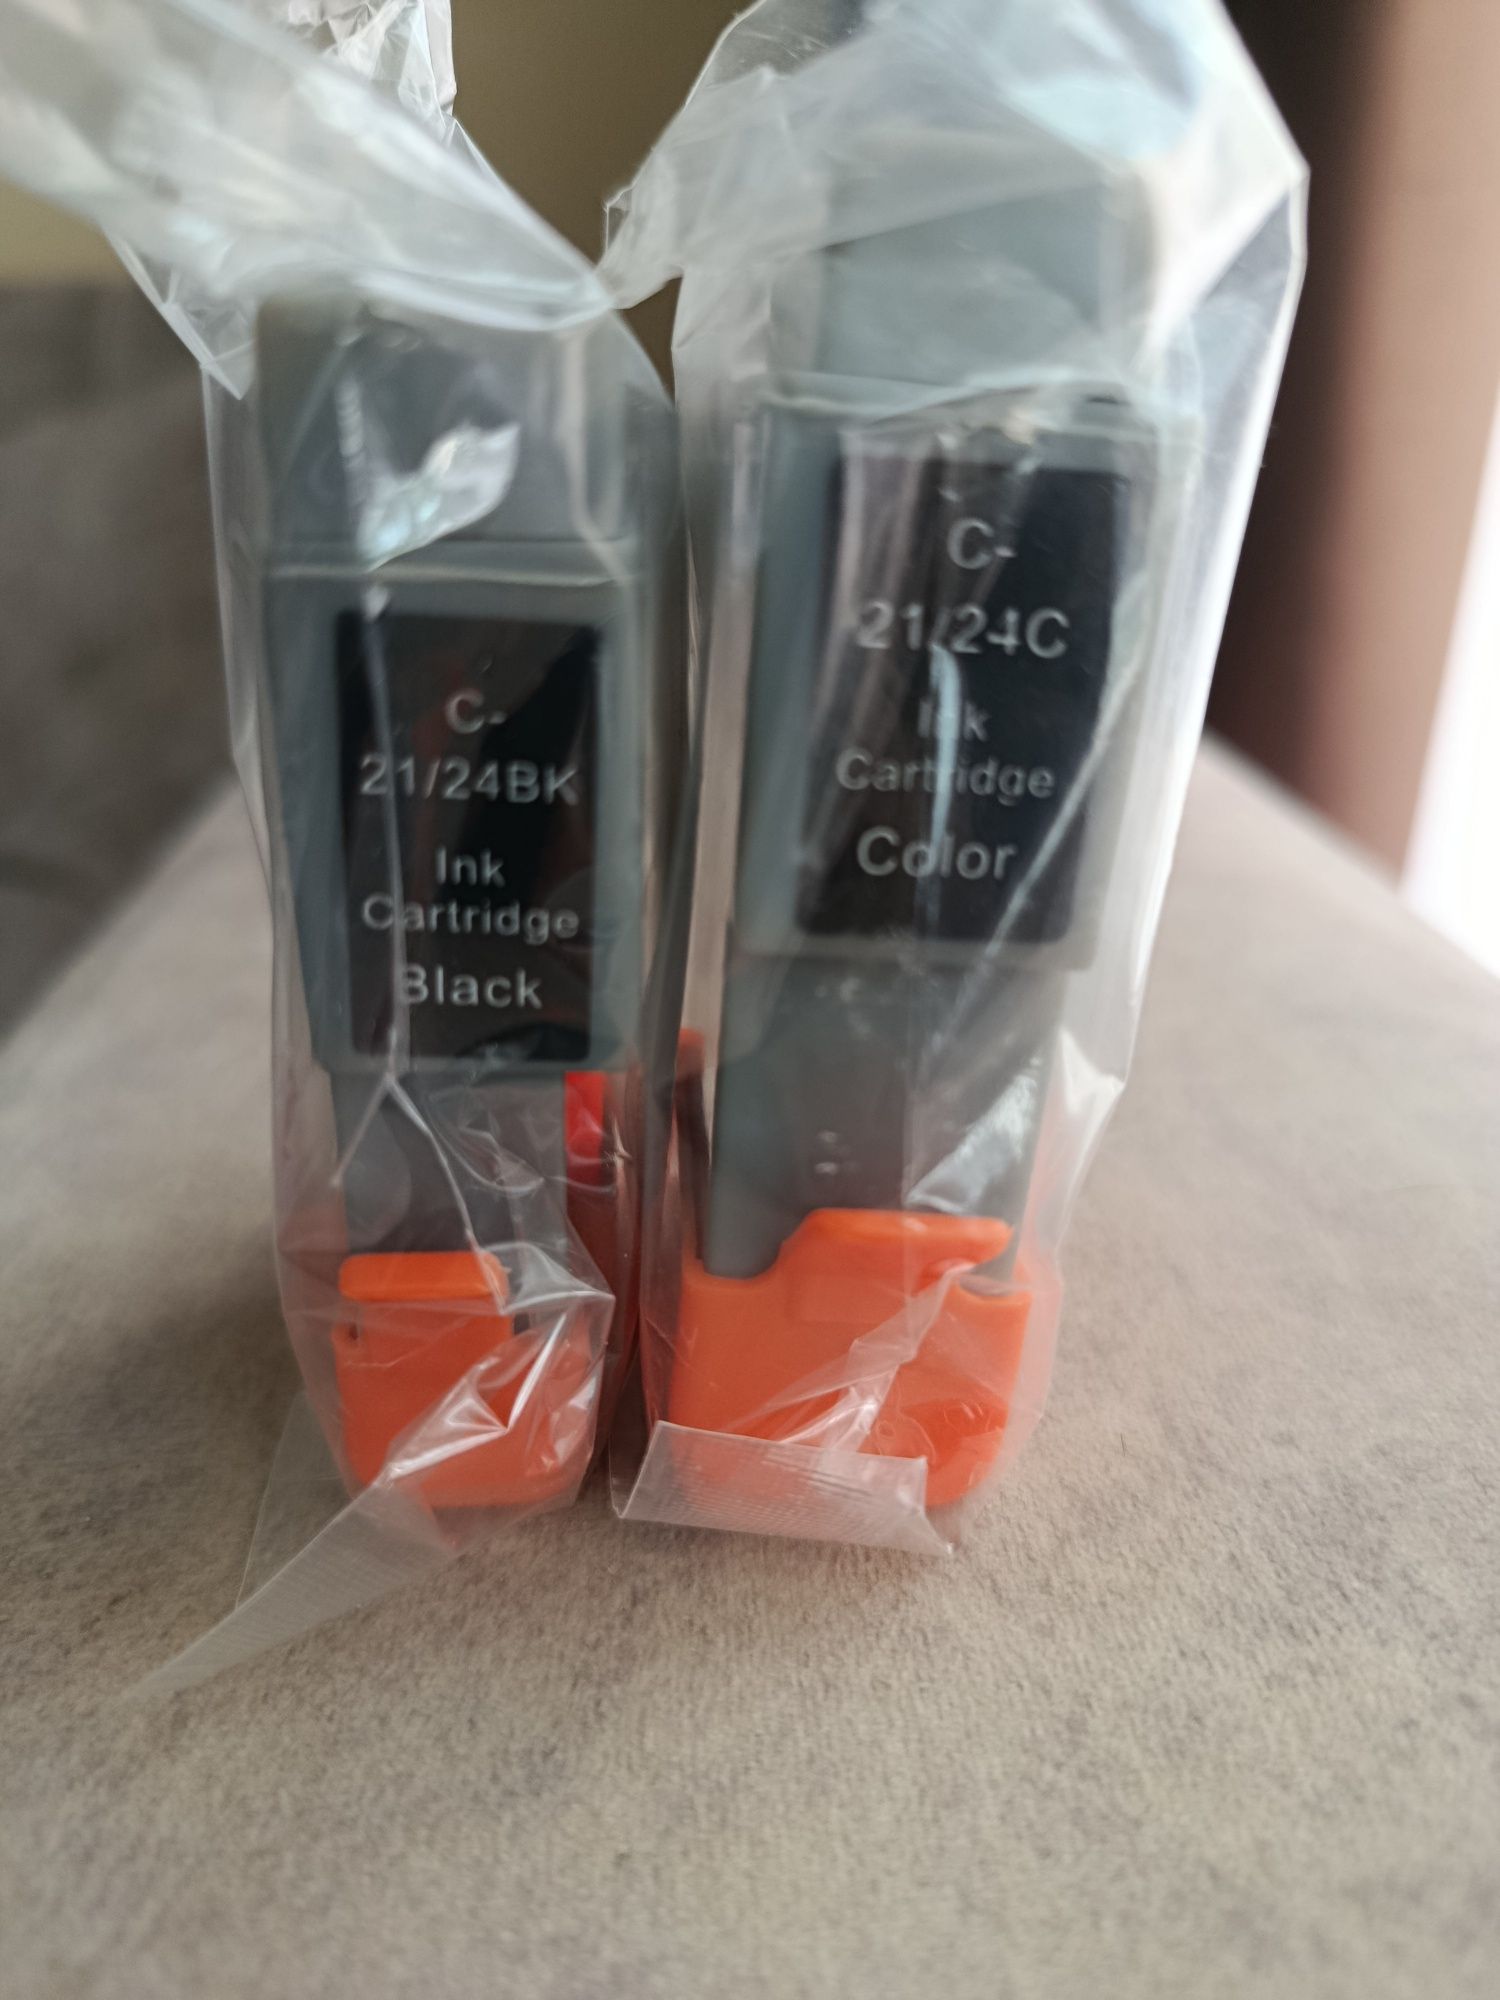 C-
21/24BK
Ink
Cartridge
Black
C-
21/24C
Ink
Cartridge
Color